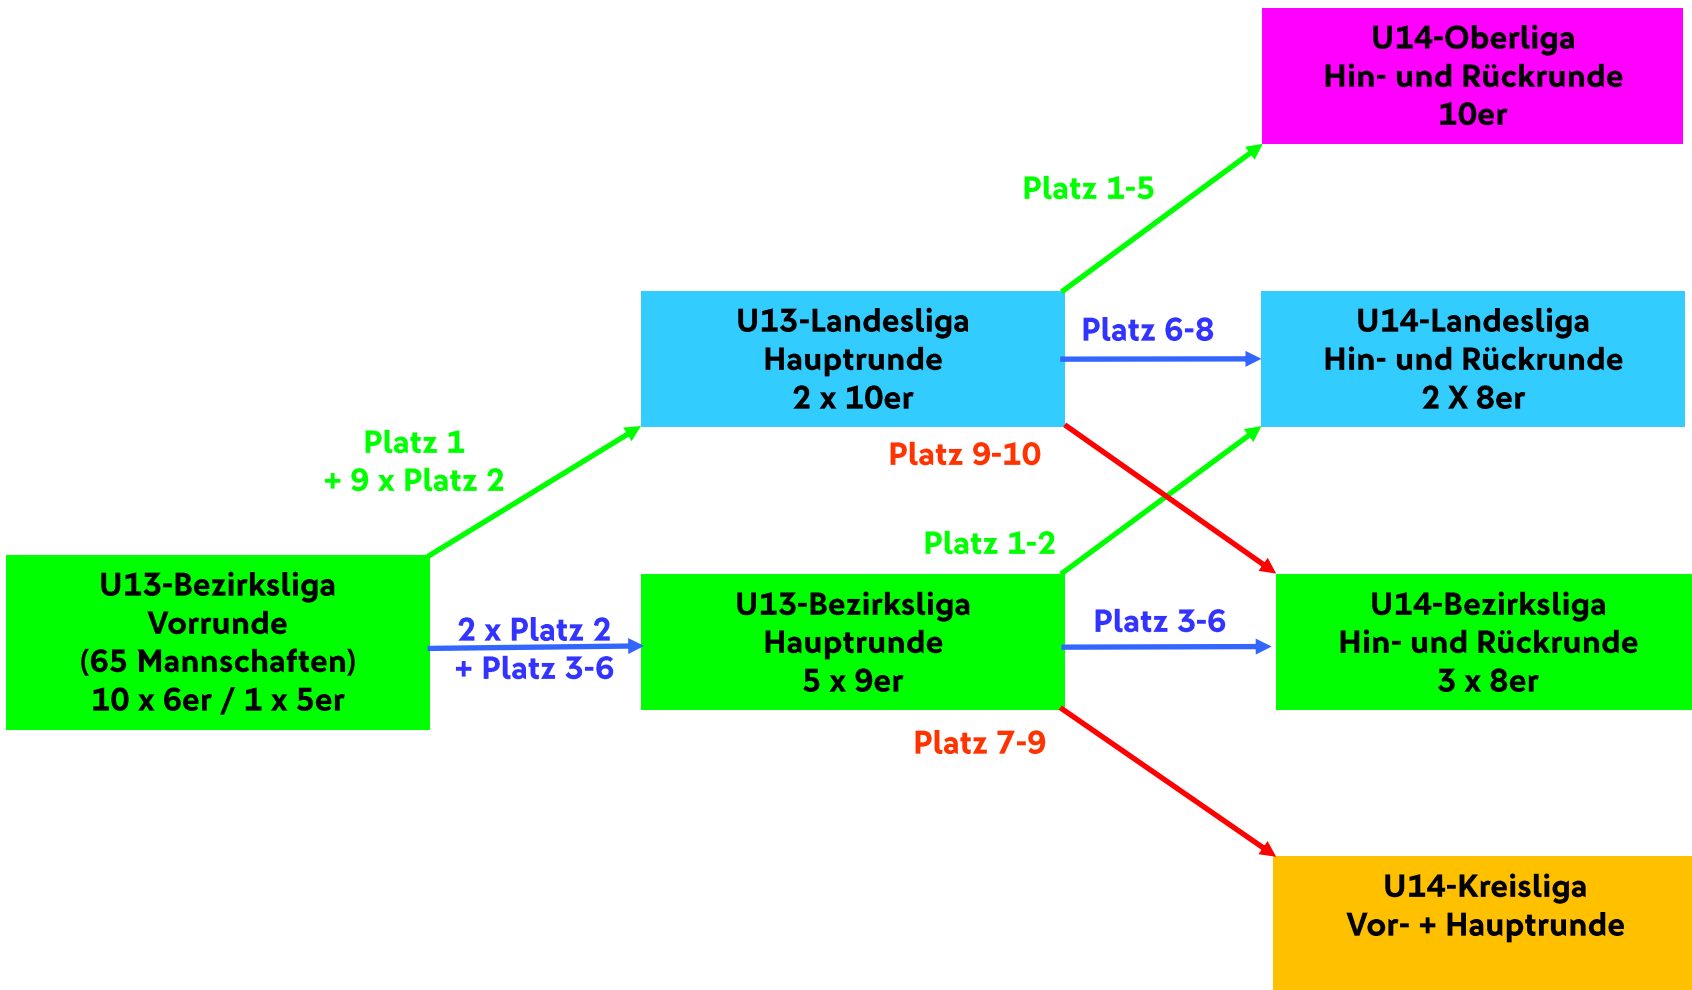 U14-Oberliga
Hin- und Rückrunde
10er
Platz 1-5
U13-Landesliga
Hauptrunde
2 x 10er
Platz 6-8
U14-Landesliga
Hin- und Rückrunde
2 X 8er
Platz 1
+ 9 x Platz 2
Platz 9-10
Platz 1-2
U13-Bezirksliga
Vorrunde
(65 Mannschaften)
10 x 6er / 1 x 5er
2 x Platz 2
+ Platz 3-6
U13-Bezirksliga
Hauptrunde
5 x 9er
Platz 3-6
U14-Bezirksliga
Hin- und Rückrunde
3 x 8er
Platz 7-9
U14-Kreisliga
Vor- + Hauptrunde